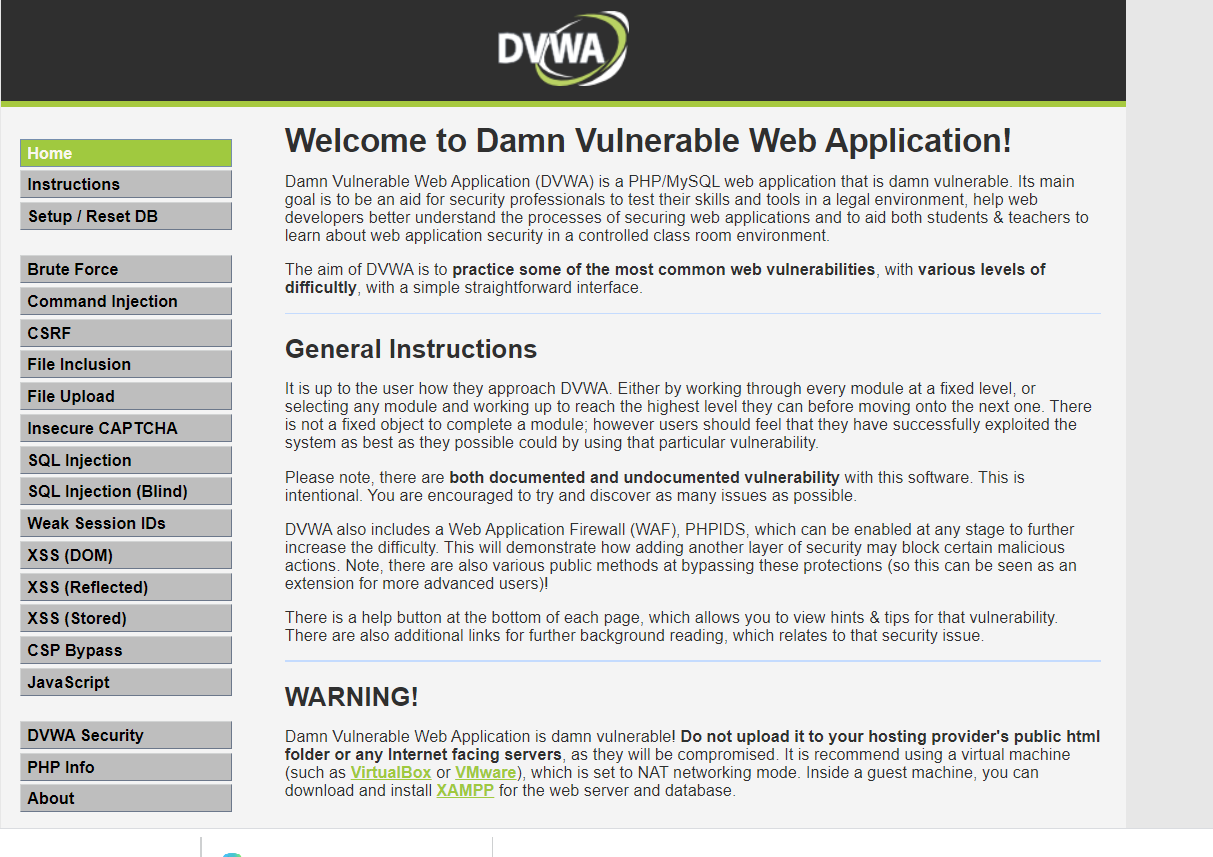 DVWA
Home
Instructions
Setup / Reset DB
Brute Force
Command Injection
CSRF
File Inclusion
File Upload
Insecure CAPTCHA
SQL Injection
SQL Injection (Blind)
Weak Session IDs
XSS (DOM)
XSS (Reflected)
XSS (Stored)
CSP Bypass
JavaScript
DVWA Security
PHP Info
About
Welcome to Damn Vulnerable Web Application!
Damn Vulnerable Web Application (DVWA) is a PHP/MySQL web application that is damn vulnerable. Its main
goal is to be an aid for security professionals to test their skills and tools in a legal environment, help web
developers better understand the processes of securing web applications and to aid both students & teachers to
learn about web application security in a controlled class room environment.
The aim of DVWA is to practice some of the most common web vulnerabilities, with various levels of
difficultly, with a simple straightforward interface.
General Instructions
It is up to the user how they approach DVWA. Either by working through every module at a fixed level, or
selecting any module and working up to reach the highest level they can before moving onto the next one. There
is not a fixed object to complete a module; however users should feel that they have successfully exploited the
system as best as they possible could by using that particular vulnerability.
Please note, there are both documented and undocumented vulnerability with this software. This is
intentional. You are encouraged to try and discover as many issues as possible.
DVWA also includes a Web Application Firewall (WAF), PHPIDS, which can be enabled at any stage to further
increase the difficulty. This will demonstrate how adding another layer of security may block certain malicious
actions. Note, there are also various public methods at bypassing these protections (so this can be seen as an
extension for more advanced users)!
There is a help button at the bottom of each page, which allows you to view hints & tips for that vulnerability.
There are also additional links for further background reading, which relates to that security issue.
WARNING!
Damn Vulnerable Web Application is damn vulnerable! Do not upload it to your hosting provider's public html
folder or any Internet facing servers, as they will be compromised. It is recommend using a virtual machine
(such as VirtualBox or VMware), which is set to NAT networking mode. Inside a guest machine, you can
download and install XAMPP for the web server and database.